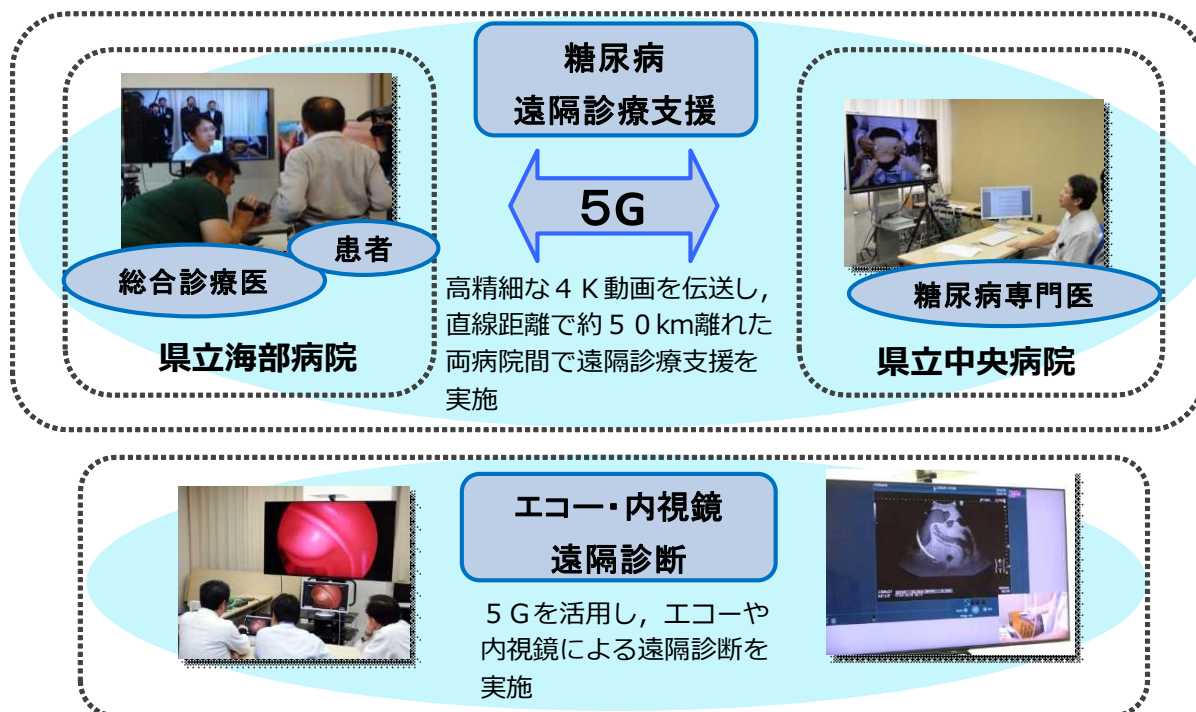 糖尿病
遠隔診療支援
5G
患者
総合診療医
糖尿病専門医
県立海部病院
県立中央病院
高精細な４Ｋ動画を伝送し，
直線距離で約５０km離れた
両病院間で遠隔診療支援を
実施
エコー・内視鏡
遠隔診断
５Ｇを活用し，エコーや
内視鏡による遠隔診断を
実施